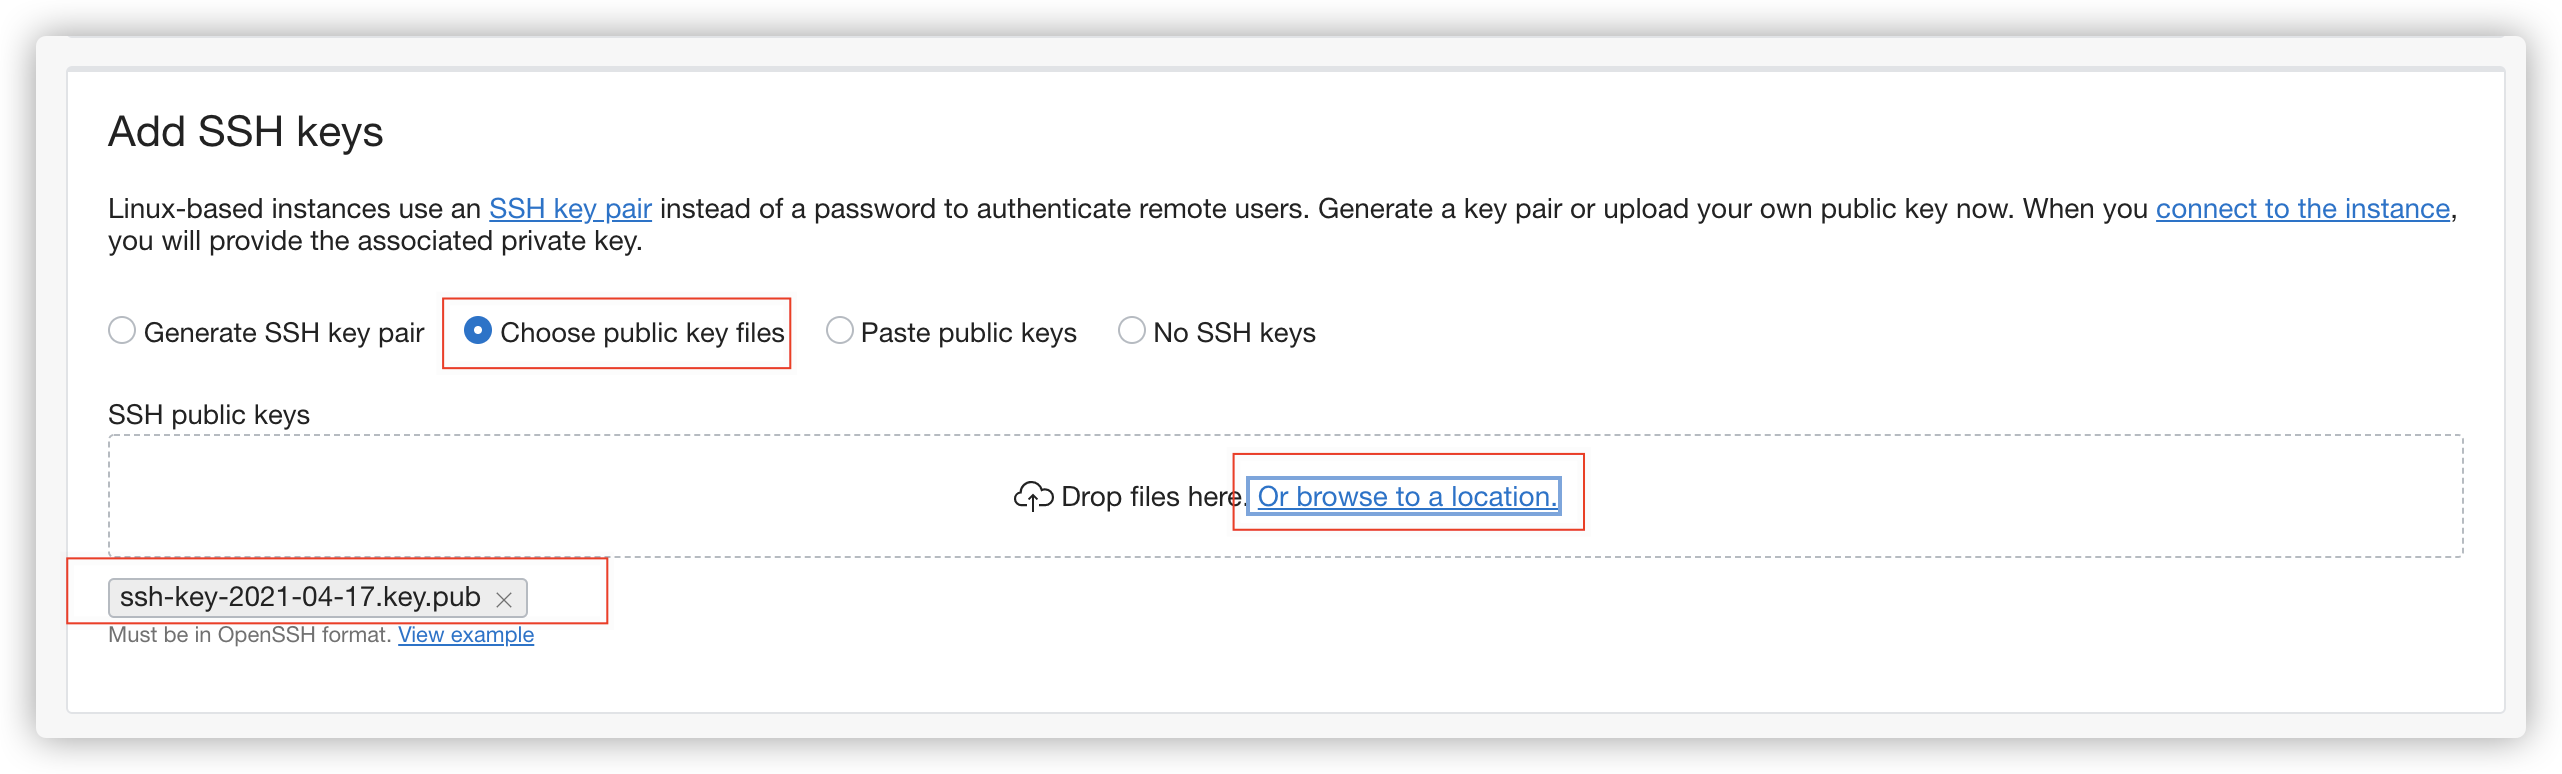 Add SSH keys
Linux-based instances use an SSH key pair instead of a password to authenticate remote users. Generate a key pair or upload your own public key now. When you connect to the instance,
you will provide the associated private key.
Generate SSH key pair Choose public key files Paste public keys No SSH keys
SSH public keys
Drop files here. Or browse to a location.
ssh-key-2021-04-17.key.pub
Must be in OpenSSH format. View example